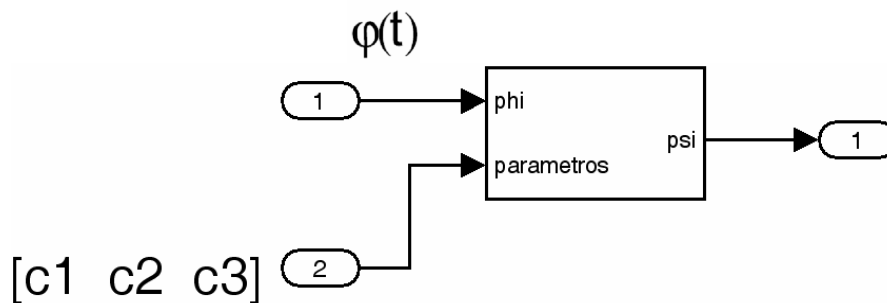 φ(t)
1
phi
psi
1
parametros
[c1 c2 c3]
2